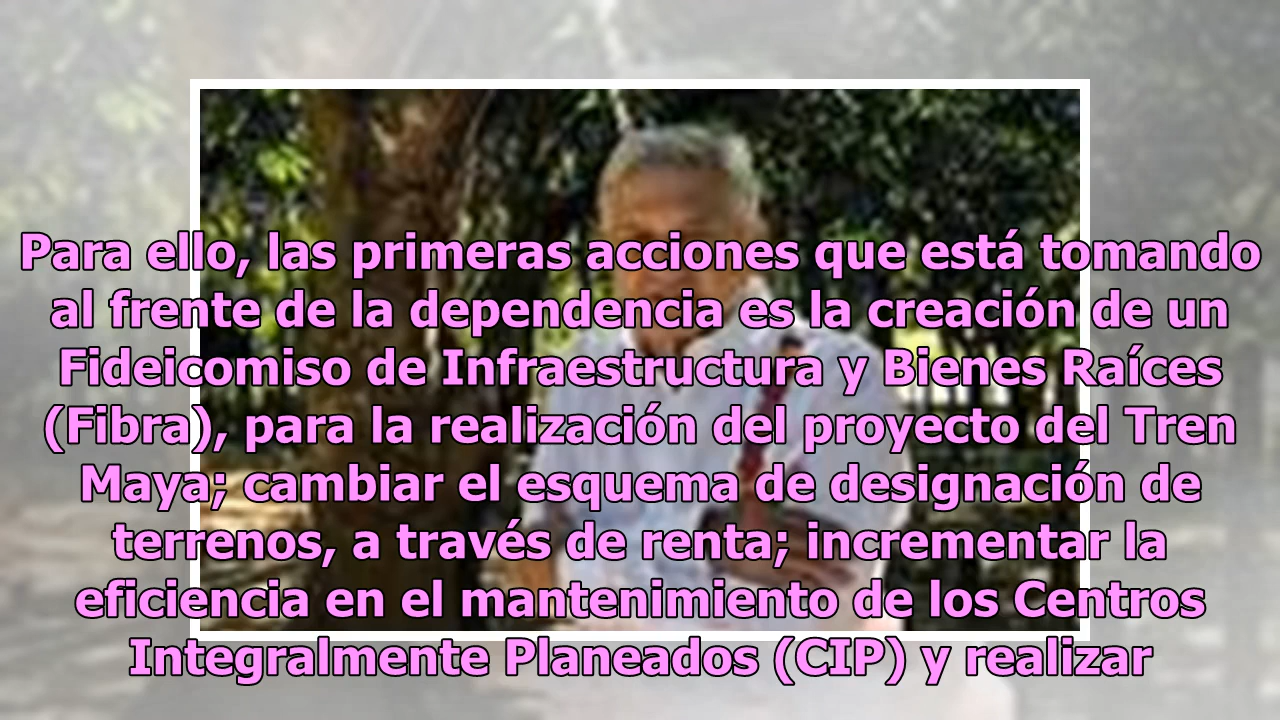 Para ello, las primeras acciones que está tomando
al frente de la dependencia es la creación de un
Fideicomiso de Infraestructura y Bienes Raíces
(Fibra), para la realización del proyecto del Tren
Maya; cambiar el esquema de designación de
terrenos, a través de renta; incrementar la
eficiencia en el mantenimiento de los Centros
Integralmente Planeados (CIP) y realizar